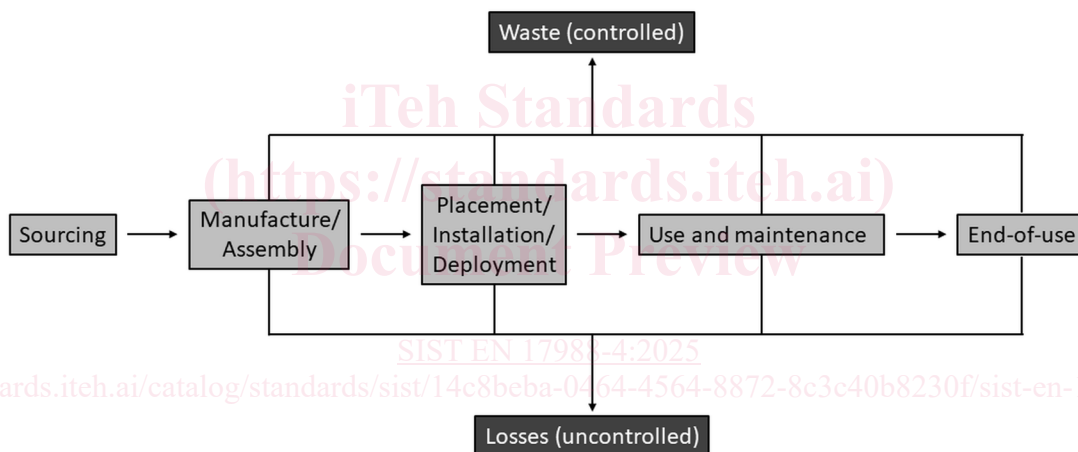 Waste (controlled)
iTeh Standards
(https://standards.iteh.ai)
Sourcing
Manufacture/
Assembly
Placement/
Installation/
Deployment
Use and maintenance
End-of-use
Document Preview
SIST EN 17988-4:2025
ards.iteh.ai/catalog/standards/sist/14c8beba-0464-4564-8872-8c3c40b8230f/sist-en-
Losses (uncontrolled)